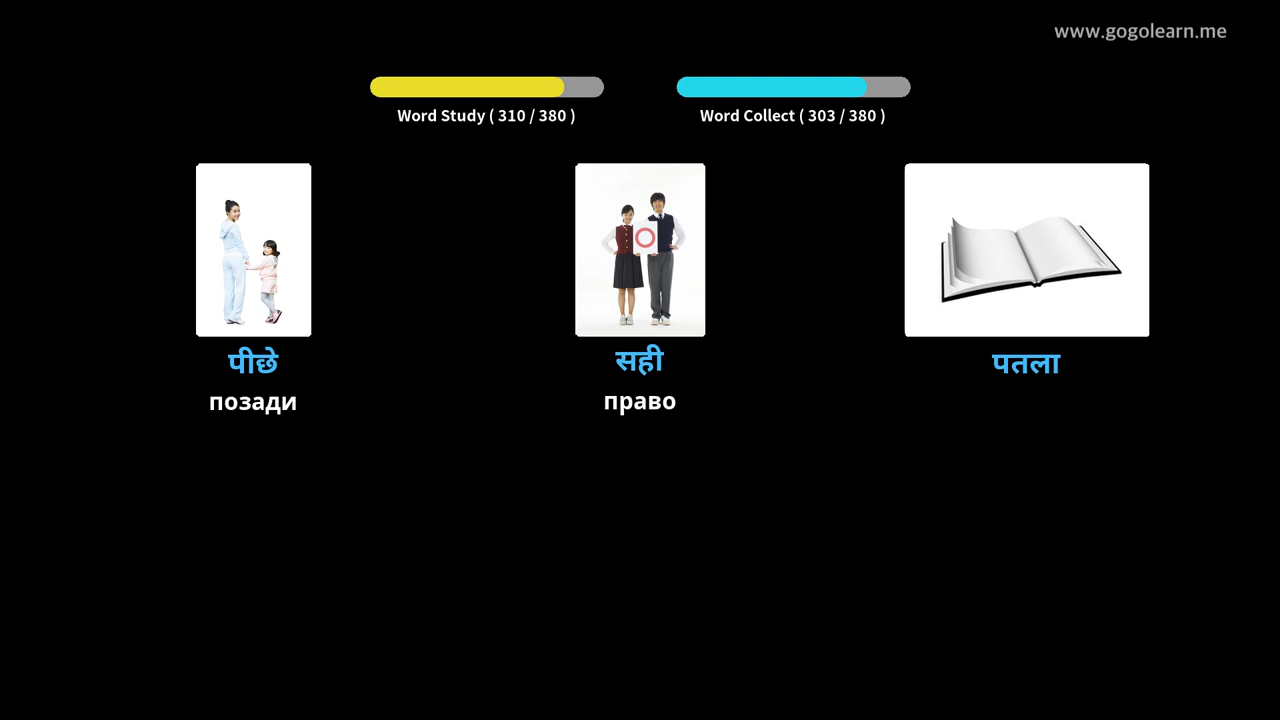 www.gogolearn.me
Word Study ( 310 / 380 )
Word Collect ( 303 / 380 )
पीछे
सही
पतला
позади
право